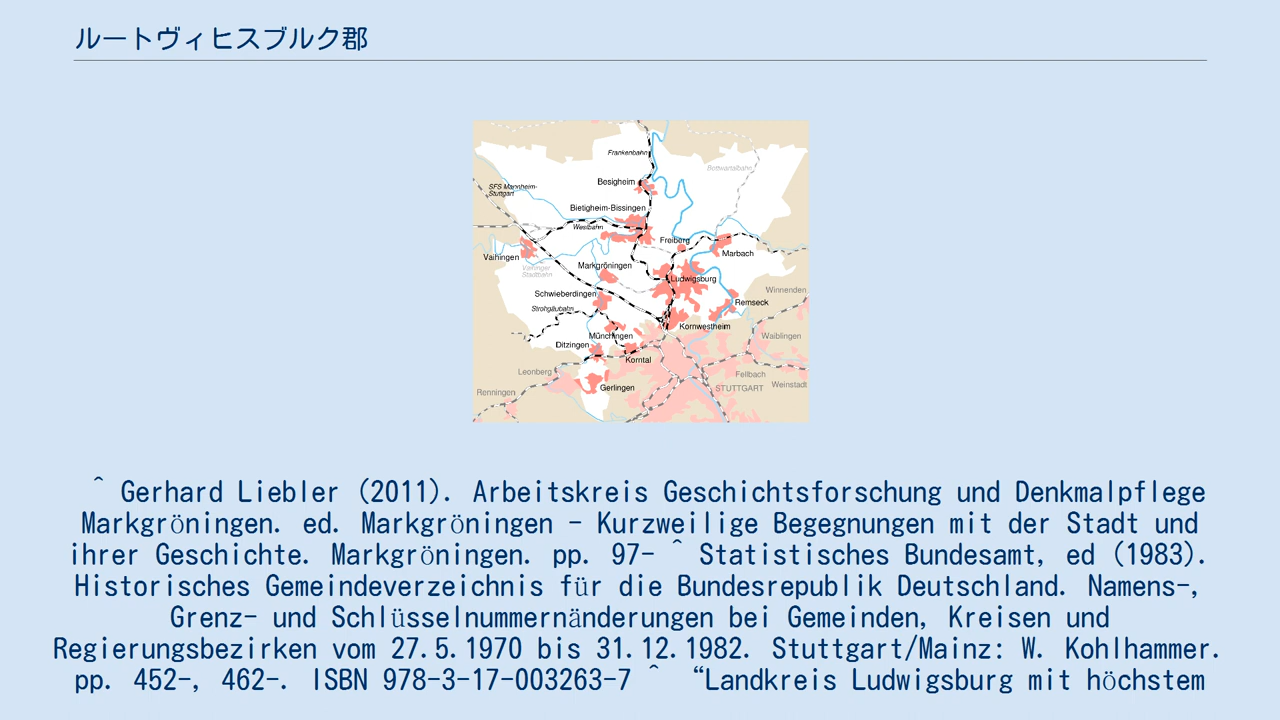 ルートヴィヒスブルク郡
Frankenbahn
Bottwartalbahn
Besigheim
SFS Mannheim-
Stuttgart
Bietigheim-Bissingen
Westbahn
Freiberg
Marbach
Vaihingen
Vaihinger
Stadtbahn
Markgröningen
Ludwigsburg
Schwieberdingen
Winnenden
Remseck
Strohgäubahn
Kornwestheim
Münchingen
Waiblingen
Ditzingen
Korntal
Leonberg
Fellbach
Gerlingen
STUTTGART
Weinstadt
Renningen
^ Gerhard Liebler (2011). Arbeitskreis Geschichtsforschung und Denkmalpflege
Markgröningen. ed. Markgröningen - Kurzweilige Begegnungen mit der Stadt und
ihrer Geschichte. Markgröningen. pp. 97- ^ Statistisches Bundesamt, ed (1983).
Historisches Gemeindeverzeichnis für die Bundesrepublik Deutschland. Namens-,
Grenz- und Schlüsselnummernänderungen bei Gemeinden, Kreisen und
Regierungsbezirken vom 27.5.1970 bis 31.12.1982. Stuttgart/Mainz: W. Kohlhammer.
pp. 452-, 462-. ISBN 978-3-17-003263-7 ^ “Landkreis Ludwigsburg mit höchstem